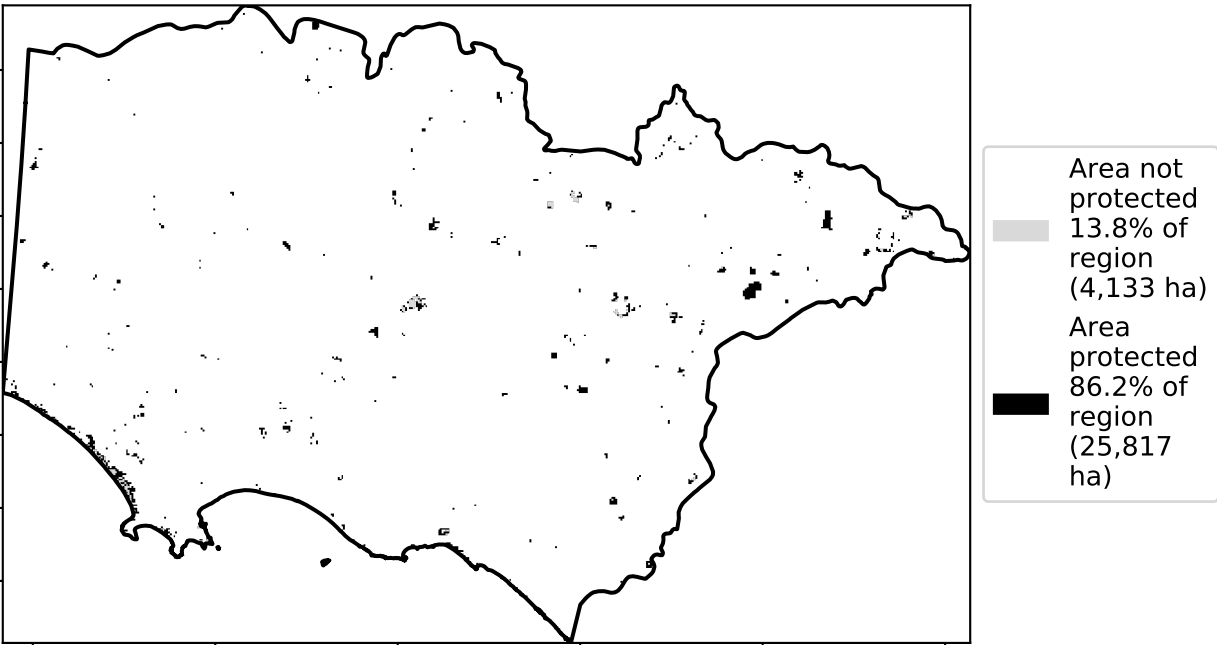 Area not
protected
13.8% of
region
(4,133 ha)
Area
protected
86.2% of
region
(25,817
ha)